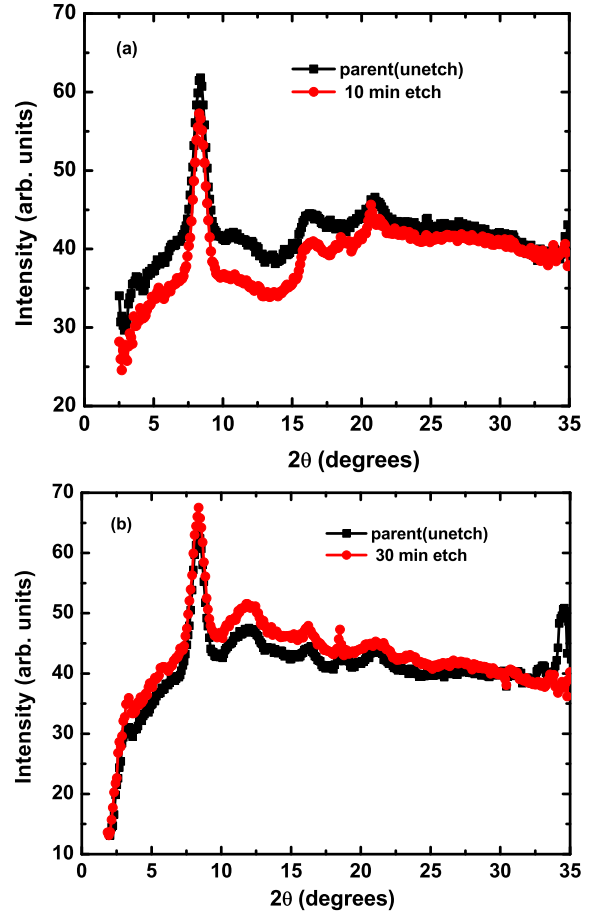 70
(a)
60
parent(unetch)
10 min etch
50
Intensity (arb. units)
40
30
20
0 5 10 15 20 25 30 35
2θ (degrees)
70
(b)
parent(unetch)
60
30 min etch
50
Intensity (arb. units)
40
30
20
10
0 5 10 15 20 25 30 35
2θ (degrees)